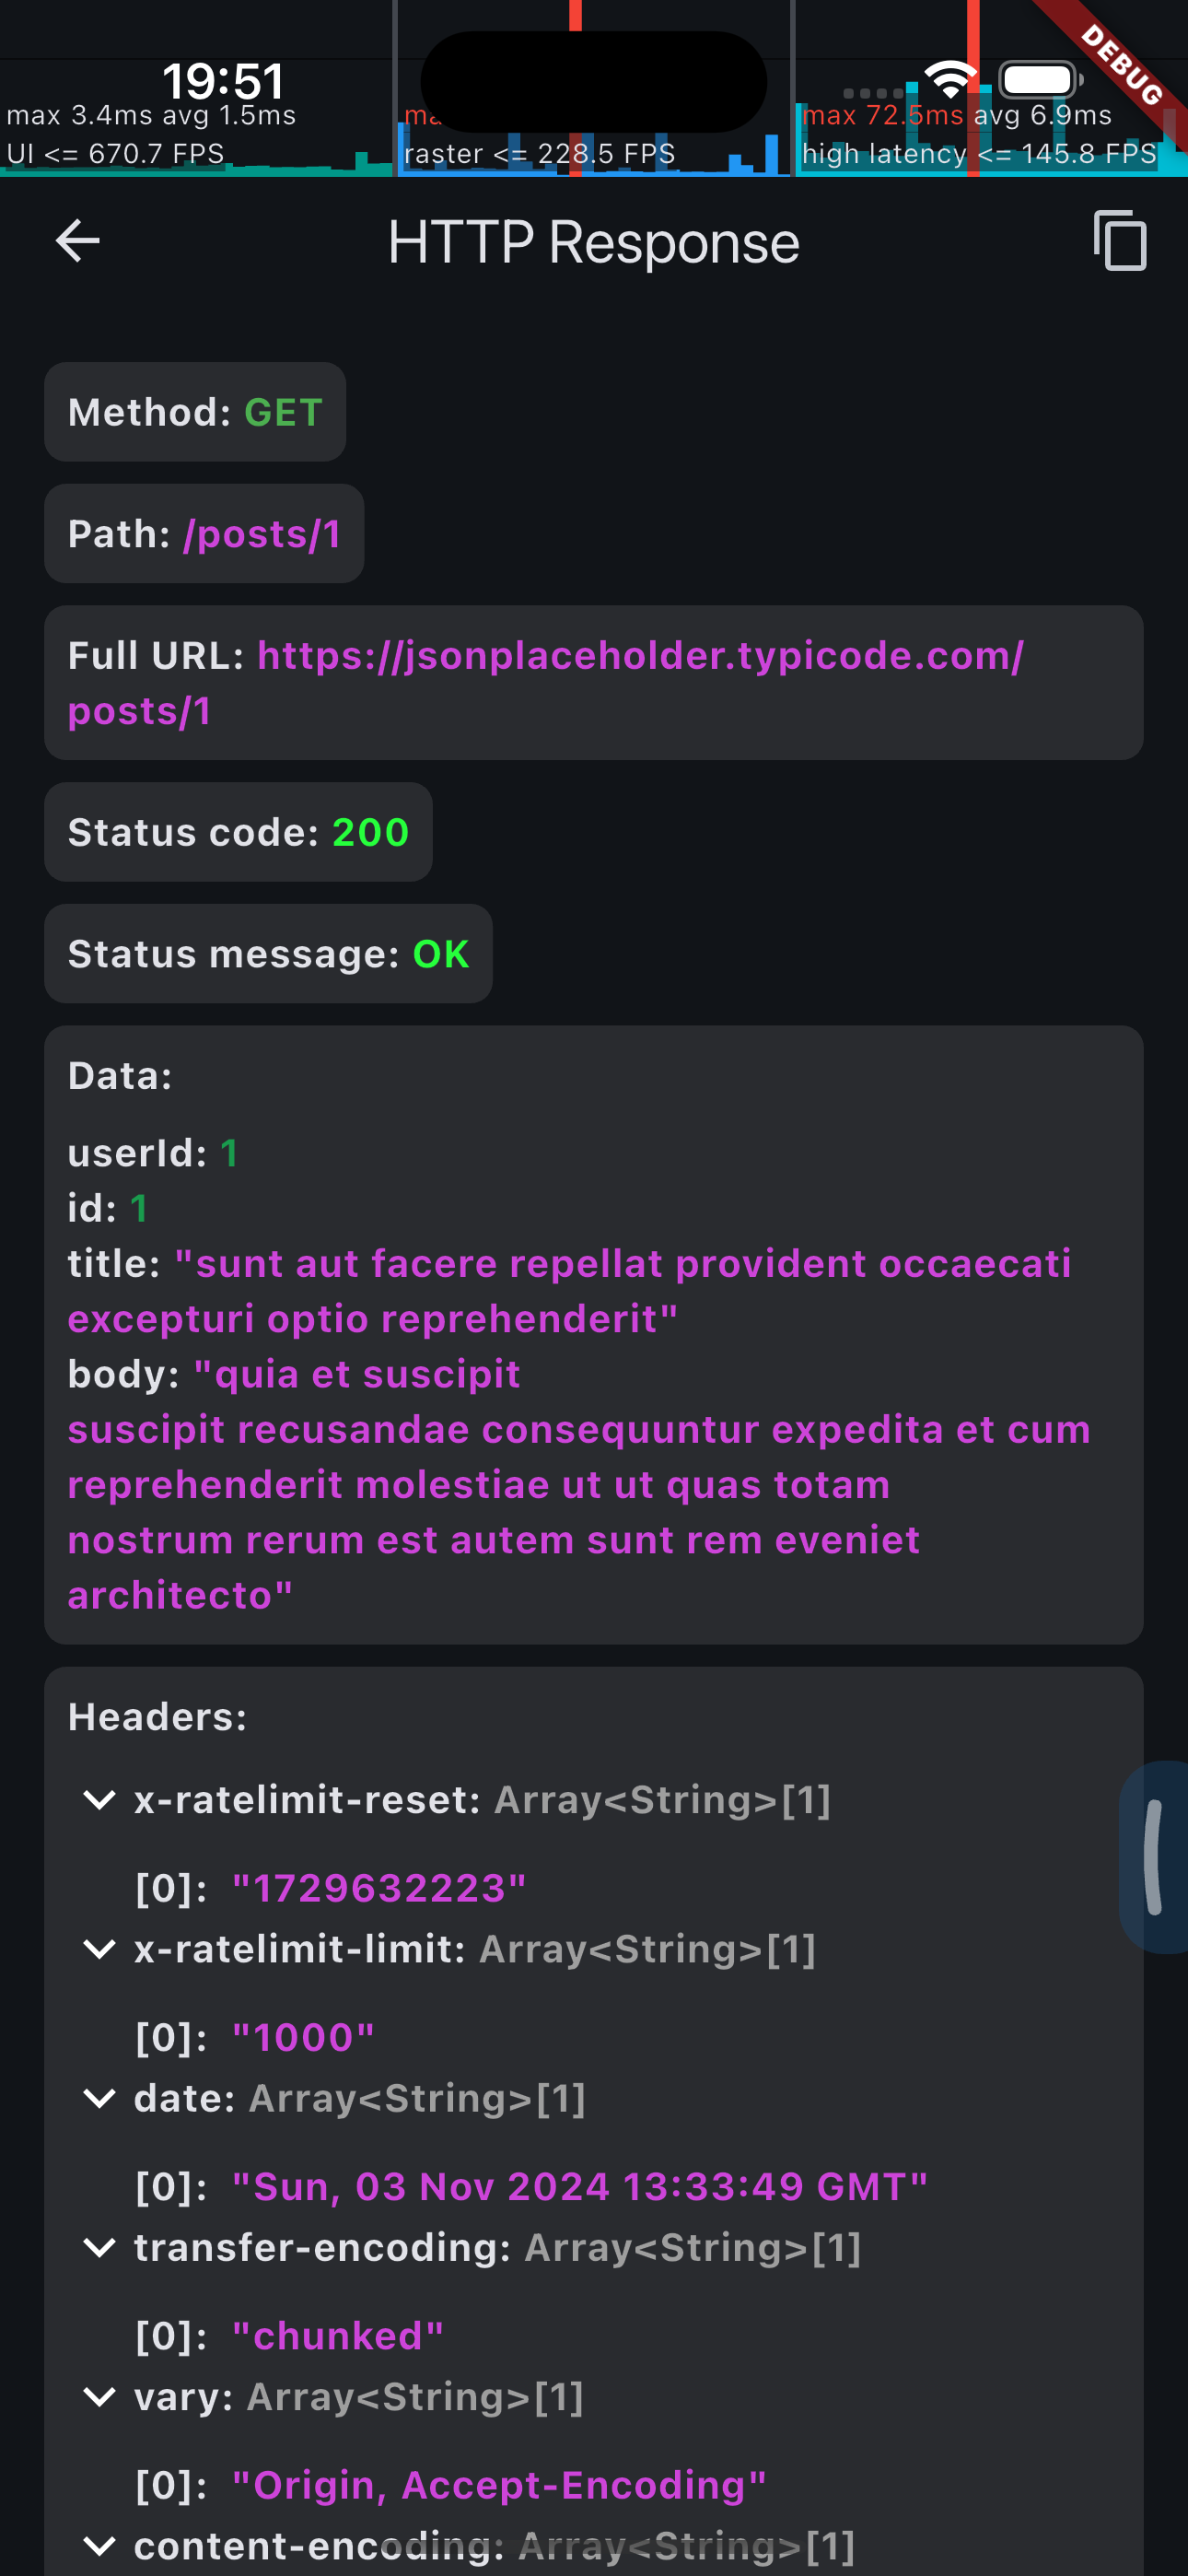 19:51
DEBUG
max 3.4ms avg 1.5ms
UI <= 670.7 FPS
raster <= 228.5 FPS
max 72.5ms avg 6.9ms
high latency <= 145.8 FPS
HTTP Response
Method: GET
Path: /posts/1
Full URL: https://jsonplaceholder.typicode.com/
posts/1
Status code: 200
Status message: OK
Data:
userId: 1
id: 1
title: "sunt aut facere repellat provident occaecati
excepturi optio reprehenderit"
body: "quia et suscipit
suscipit recusandae consequuntur expedita et cum
reprehenderit molestiae ut ut quas totam
nostrum rerum est autem sunt rem eveniet
architecto"
Headers:
x-ratelimit-reset: Array<String>[1]
[0]: "1729632223"
x-ratelimit-limit: Array<String>[1]
[0]: "1000"
date: Array<String>[1]
[0]: "Sun, 03 Nov 2024 13:33:49 GMT"
transfer-encoding: Array<String>[1]
[0]: "chunked"
vary: Array<String>[1]
[0]: "Origin, Accept-Encoding"
content-encoding: Array<String>[1]